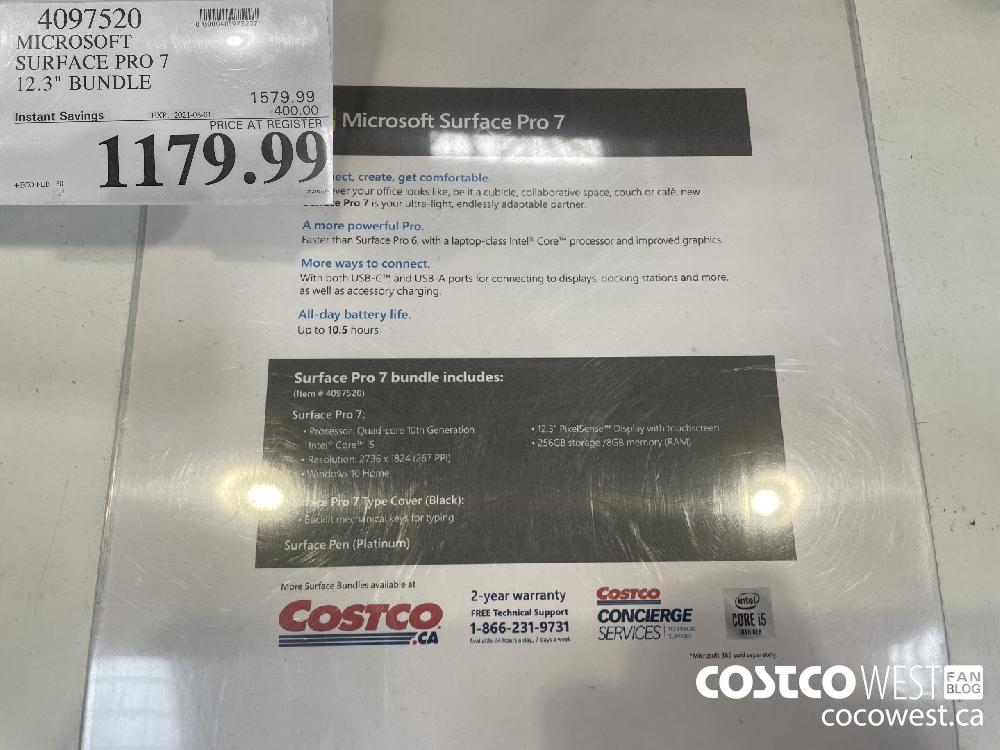 4097520
MICROSOFT
SURFACE PRO 7
12.3" BUNDLE
1579.99
-400.00
Instant Savings EXP. 2021-08-01
PRICE AT REGISTER
1179.99
Microsoft Surface Pro 7
create, get comfortable.
ever your office looks like, be it a cubicle, collaborative space, couch or café, new
Pro 7 is your ultra-light, endlessly adaptable partner.
A more powerful Pro.
Faster than Surface Pro 6, with a laptop-class Intel® Core™ processor and improved graphics.
More ways to connect.
With both USB-C™ and USB-A ports for connecting to displays, docking stations and more,
as well as accessory charging.
All-day battery life.
Up to 10.5 hours
Surface Pro 7 bundle includes:
(Item # 4097520)
Surface Pro 7:
• Processor: Quad-core 10th Generation
Intel® Core™ i5
• Resolution: 2736 x 1824 (267 PPI)
• Windows 10 Home
• 12.3" PixelSense™ Display with touchscreen
• 256GB storage /8GB memory (RAM)
Pro 7 Type Cover (Black):
• Backlit mechanical keys for typing
Surface Pen (Platinum)
More Surface Bundles available at
COSTCO
.CA
2-year warranty
FREE Technical Support
1-866-231-9731
Available 24 hours a day, 7 days a week
COSTCO
CONCIERGE
SERVICES TECHNICAL
SUPPORT
intel
CORE i5
10TH GEN
*Microsoft 365 sold separately.
COSTCO WEST FAN
BLOG
cocowest.ca